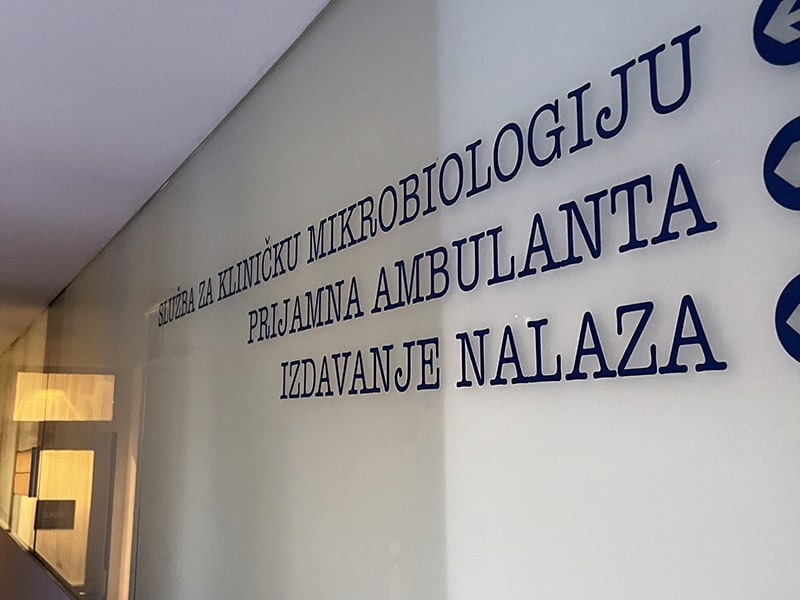 SLUŽBA ZA KLINIČKU MIKROBIOLOGIJU
PRIJAMNA AMBULANTA
IZDAVANJE NALAZA